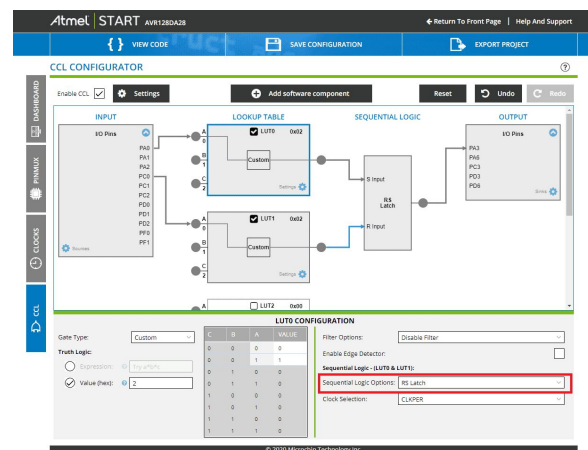 Atmel START AVR128DA28
Return To Front Page | Help And Support
{ } VIEW CODE
SAVE CONFIGURATION
EXPORT PROJECT
CCL CONFIGURATOR
?
DASHBOARD
PINMUX
CLOCKS
CCL
Enable CCL
Settings
Add software component
Reset
Undo
Redo
INPUT
LOOKUP TABLE
SEQUENTIAL LOGIC
OUTPUT
I/O Pins
PA0
PA1
PA2
PC0
PC1
PC2
PD0
PD1
PD2
PF0
PF1
Sources
A
0
B
1
C
2
LUT0 0x02
Custom
Settings
A
0
B
1
C
2
LUT1 0x02
Custom
Settings
A
LUT2 0x00
S Input
RS
Latch
R Input
I/O Pins
PA3
PA6
PC3
PD3
PD6
LUT0 CONFIGURATION
Gate Type: Custom
Truth Logic:
Expression:
Value (hex): 2
C B A VALUE
0 0 0 0
0 0 1 1
0 1 0 0
0 1 1 0
1 0 0 0
1 0 1 0
1 1 0 0
1 1 1 0
Filter Options: Disable Filter
Enable Edge Detector:
Sequential Logic - (LUT0 & LUT1):
Sequential Logic Options: RS Latch
Clock Selection: CLKPER
© 2020 Microchip Technology Inc.